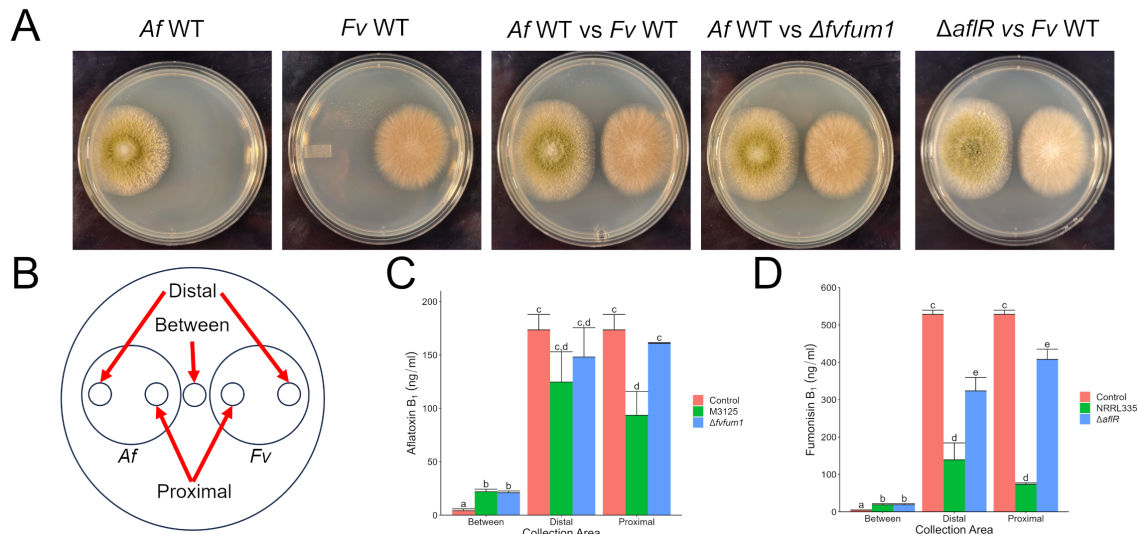 A
Af WT
Fv WT
Af WT vs Fv WT
Af WT vs Δfvfum1
ΔaflR vs Fv WT
B
Distal
Between
Af
Fv
Proximal
C
Aflatoxin B₁ (ng/ml)
200
150
100
50
0
a
b
b
c
c,d
c,d
c
d
c
Between
Distal
Proximal
Collection Area
Control
M3125
Δfvfum1
D
Fumonisin B₁ (ng/ml)
600
500
400
300
200
100
0
a
b
b
c
d
e
c
d
e
Between
Distal
Proximal
Collection Area
Control
NRRL335
ΔaflR